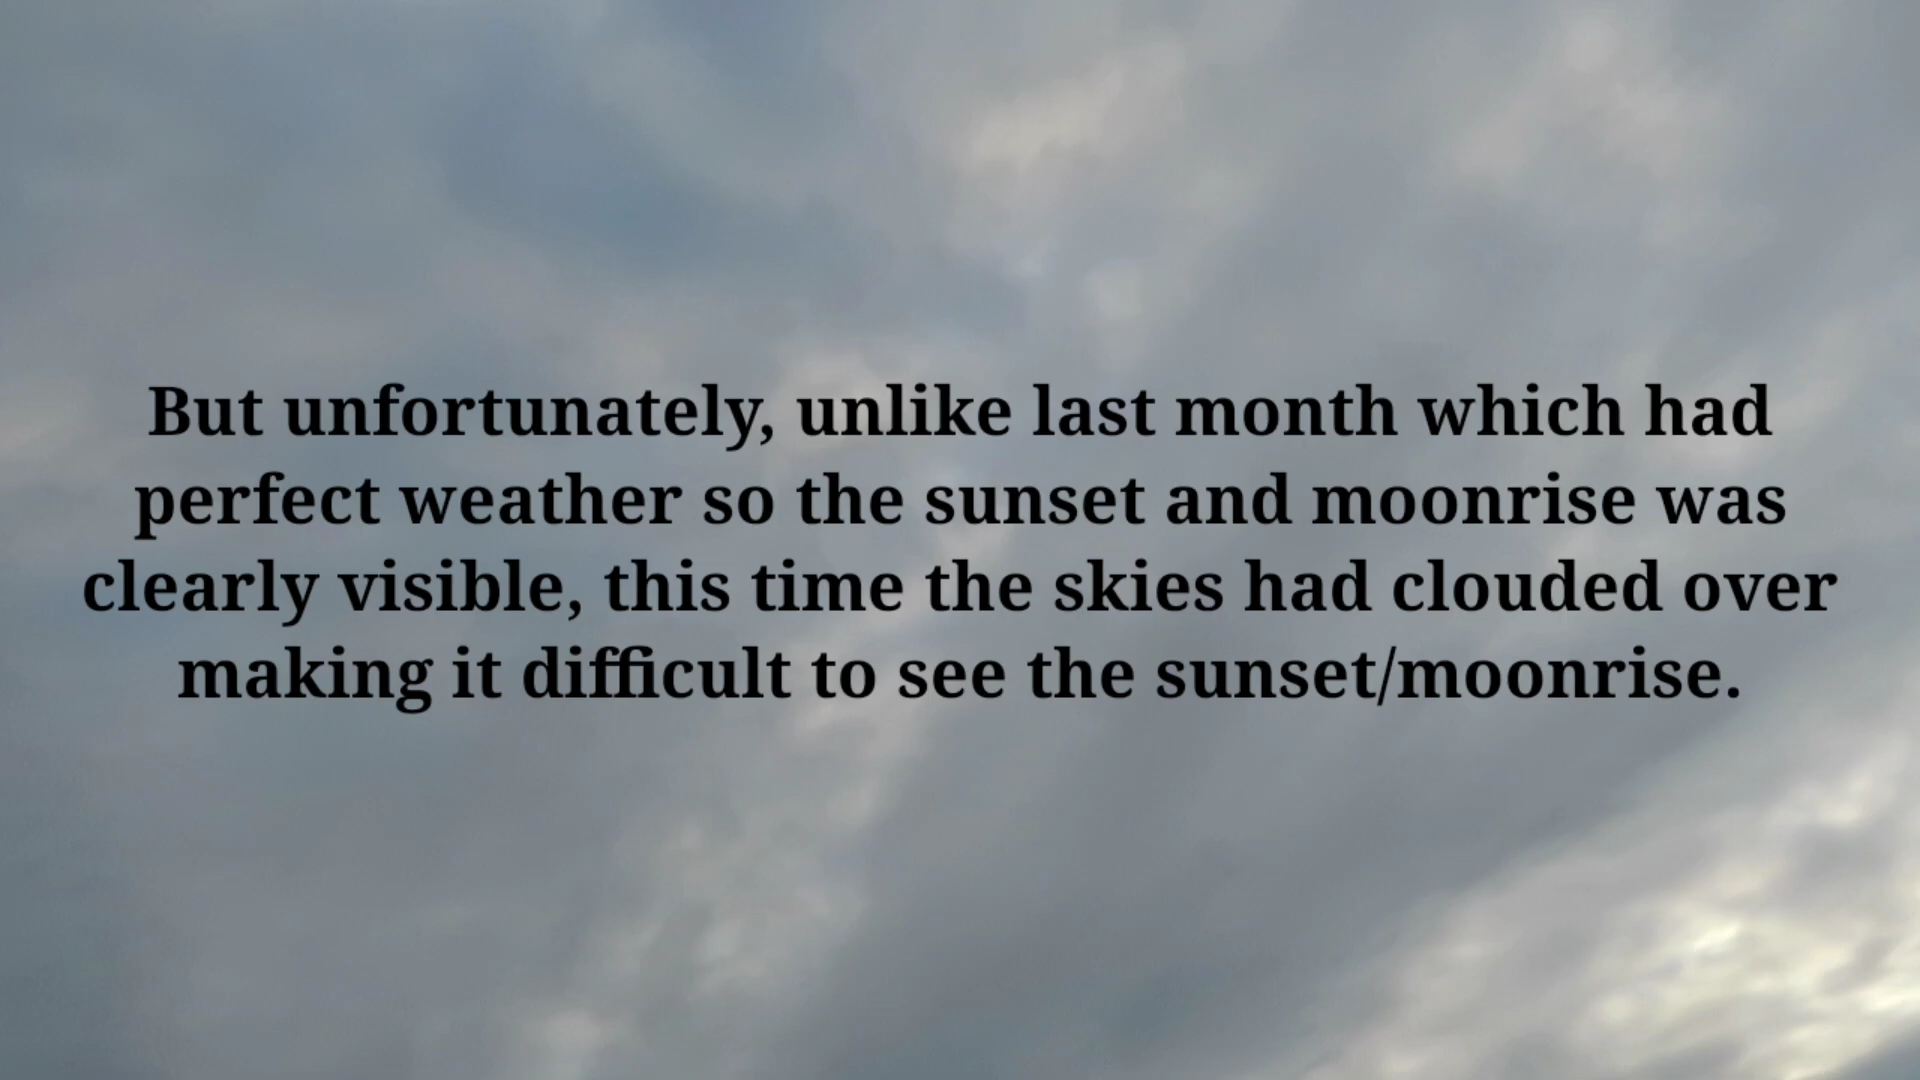 But unfortunately, unlike last month which had
perfect weather so the sunset and moonrise was
clearly visible, this time the skies had clouded over
making it difficult to see the sunset/moonrise.